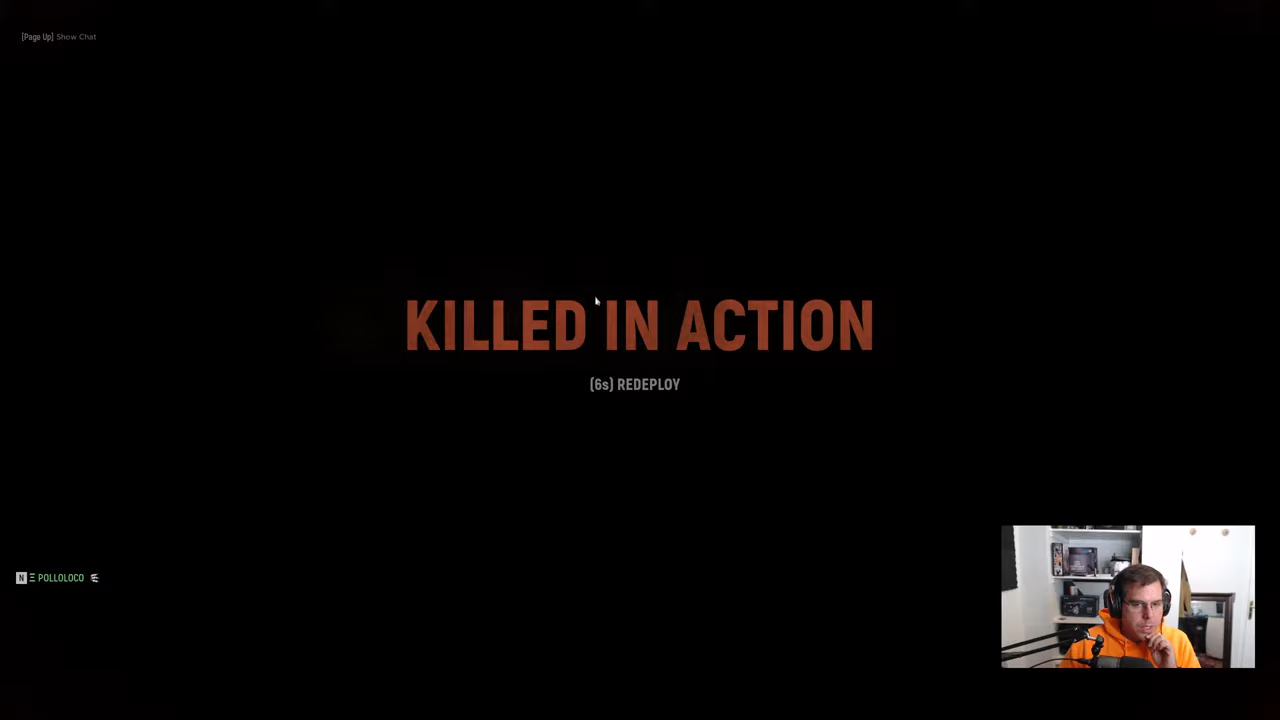 [Page Up] Show Chat
KILLED IN ACTION
(6s) REDEPLOY
N Ξ POLLOLOCO